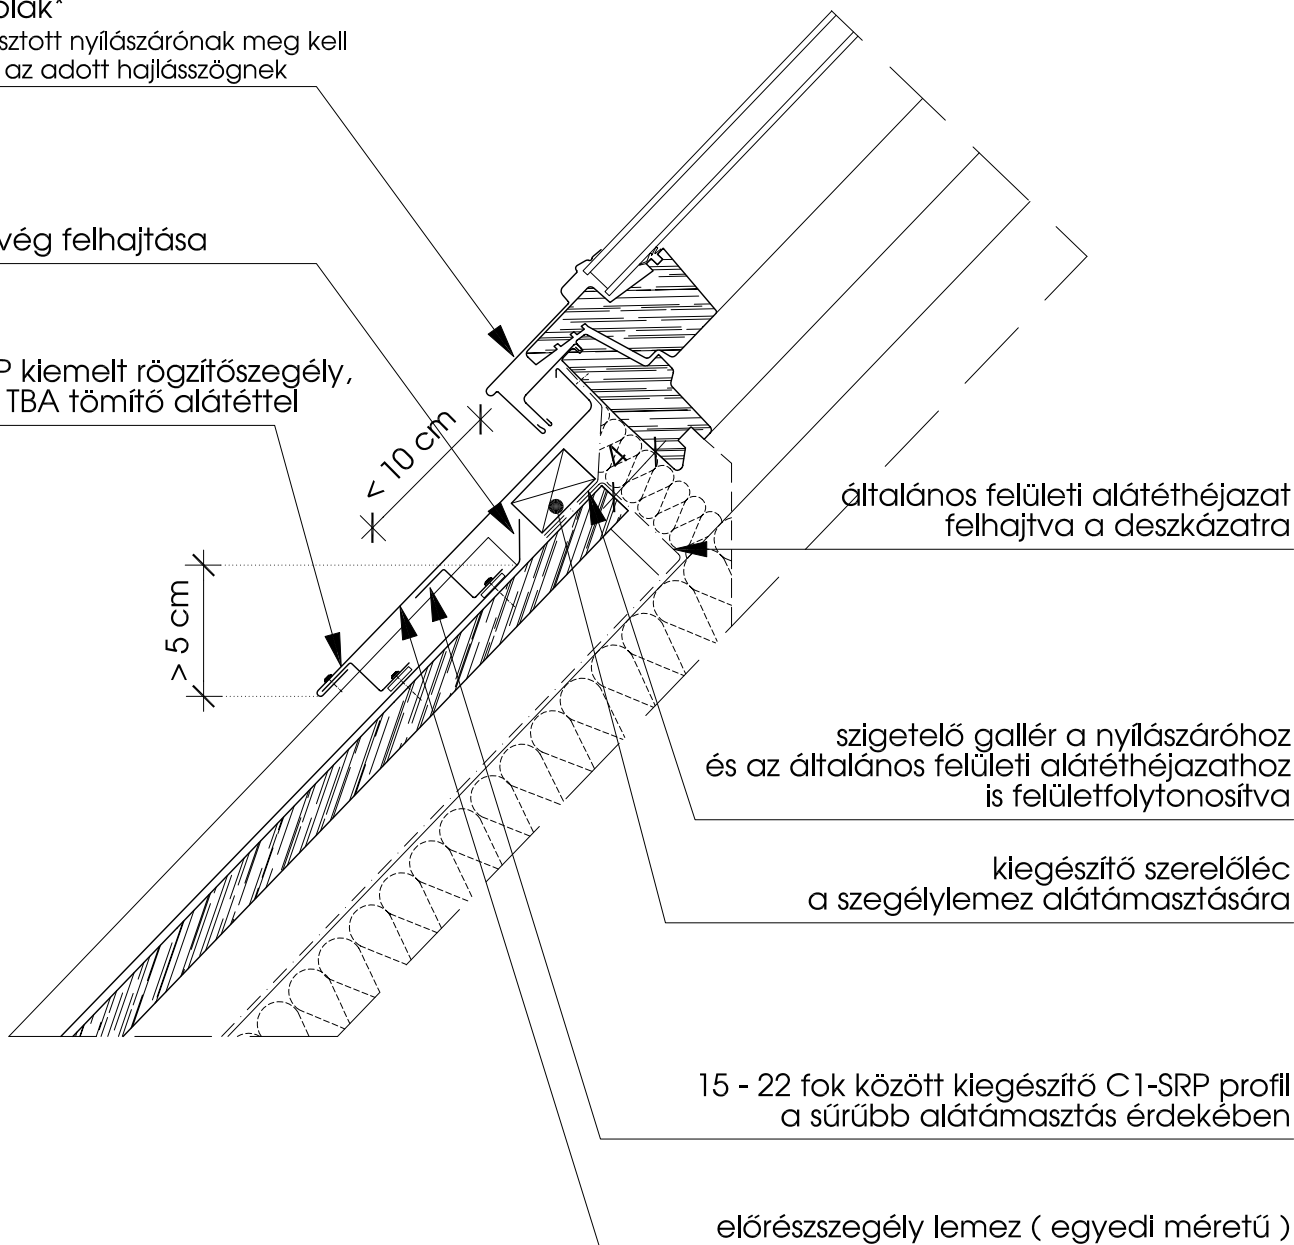 sztott nyílászárónak meg kell
az adott hajlásszögnek
vég felhajtása
kiemelt rögzítőszegély,
TBA tömítő alátéttel
< 10 cm
4
> 5 cm
általános felületi alátéthéjazat
felhajtva a deszkázatra
szigetelő gallér a nyílászáróhoz
és az általános felületi alátéthéjazathoz
is felületfolytonosítva
kiegészítő szerelőléc
a szegélylemez alátámasztására
15 - 22 fok között kiegészítő C1-SRP profil
a sűrűbb alátámasztás érdekében
előrészszegély lemez ( egyedi méretű )